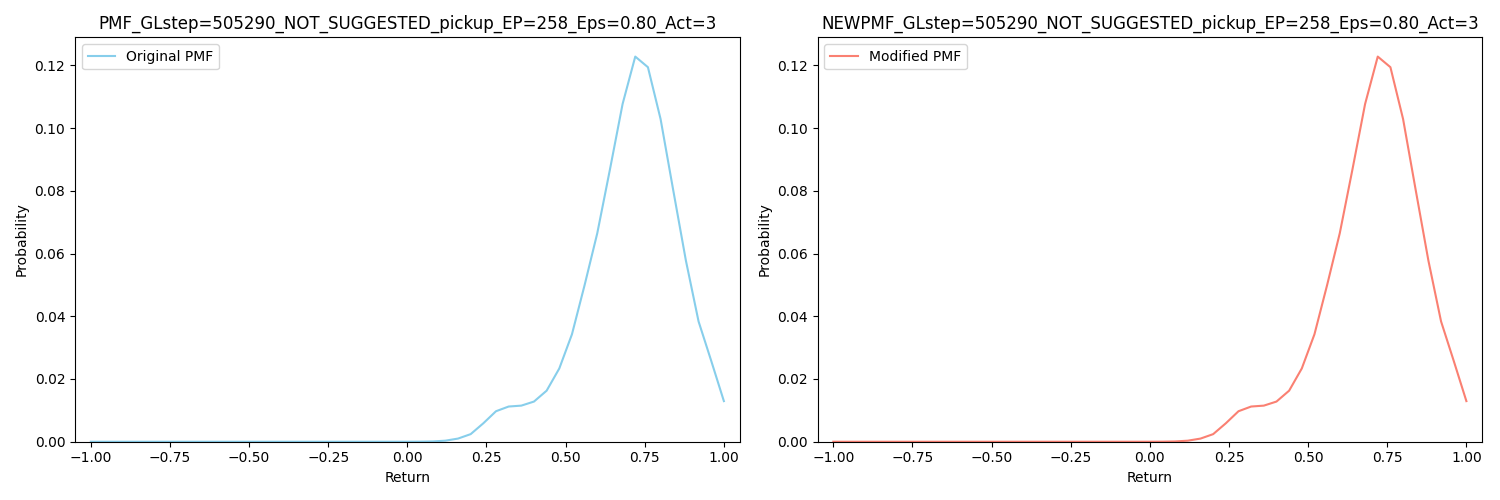 PMF_GLstep=505290_NOT_SUGGESTED_pickup_EP=258_Eps=0.80_Act=3
Original PMF
0.12
0.10
0.08
0.06
0.04
0.02
0.00
Probability
−1.00 −0.75 −0.50 −0.25 0.00 0.25 0.50 0.75 1.00
Return
NEWPMF_GLstep=505290_NOT_SUGGESTED_pickup_EP=258_Eps=0.80_Act=3
Modified PMF
0.12
0.10
0.08
0.06
0.04
0.02
0.00
Probability
−1.00 −0.75 −0.50 −0.25 0.00 0.25 0.50 0.75 1.00
Return